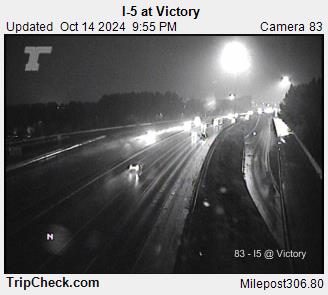 I-5 at Victory
Updated Oct 14 2024 9:55 PM Camera 83
T
N
83 - I5 @ Victory
TripCheck.com Milepost306.80